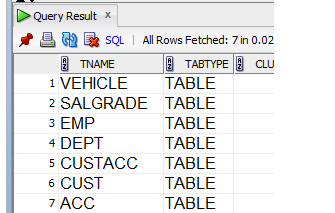 Query Result x
SQL | All Rows Fetched: 7 in 0.02
TNAME TABTYPE CLU
1 VEHICLE TABLE
2 SALGRADE TABLE
3 EMP TABLE
4 DEPT TABLE
5 CUSTACC TABLE
6 CUST TABLE
7 ACC TABLE